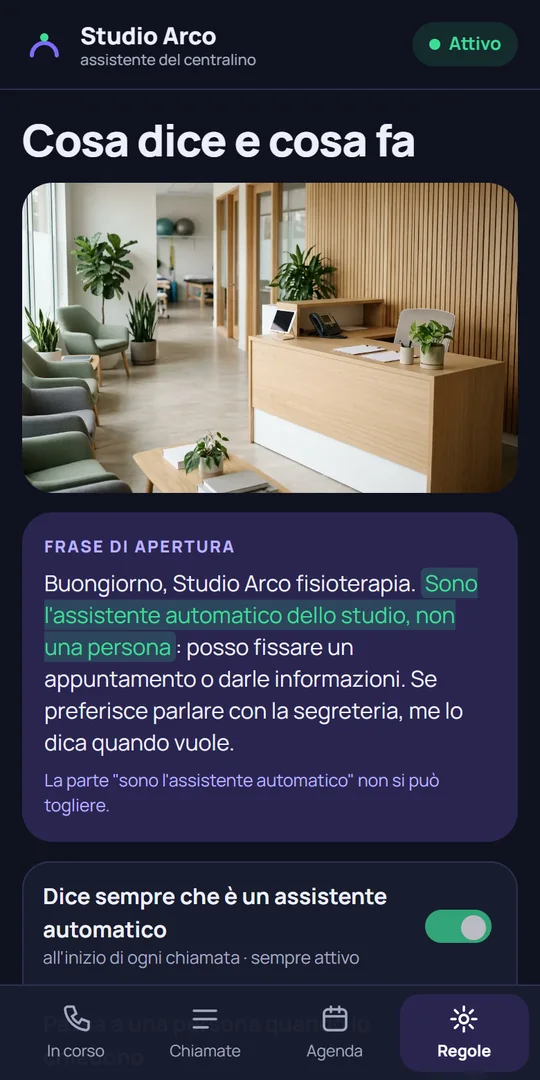 Studio Arco
assistente del centralino
Attivo
Cosa dice e cosa fa
FRASE DI APERTURA
Buongiorno, Studio Arco fisioterapia. Sono
l'assistente automatico dello studio, non
una persona: posso fissare un
appuntamento o darle informazioni. Se
preferisce parlare con la segreteria, me lo
dica quando vuole.
La parte "sono l'assistente automatico" non si può
togliere.
Dice sempre che è un assistente
automatico
all'inizio di ogni chiamata · sempre attivo
In corso
Chiamate
Agenda
Regole